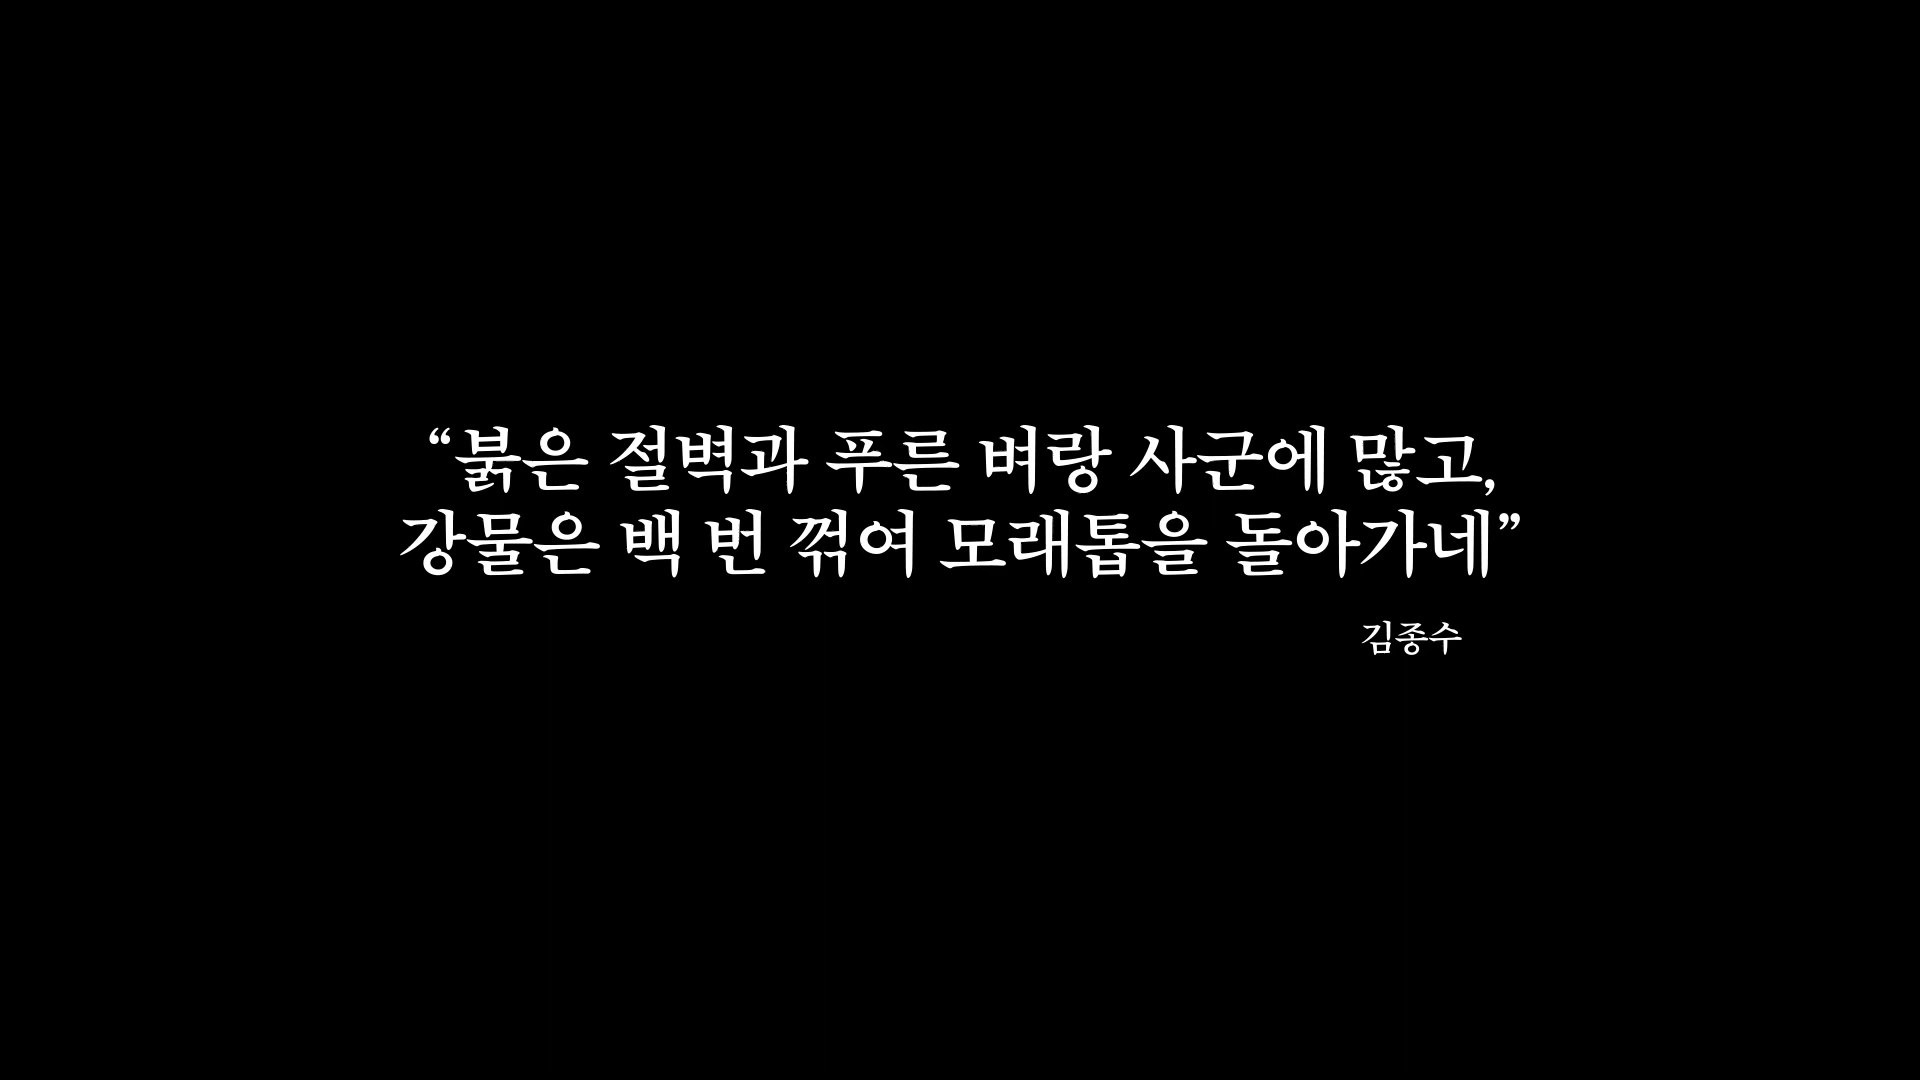 “붉은 절벽과 푸른 벼랑 사군에 많고,
강물은 백 번 꺾여 모래톱을 돌아가네”
김종수